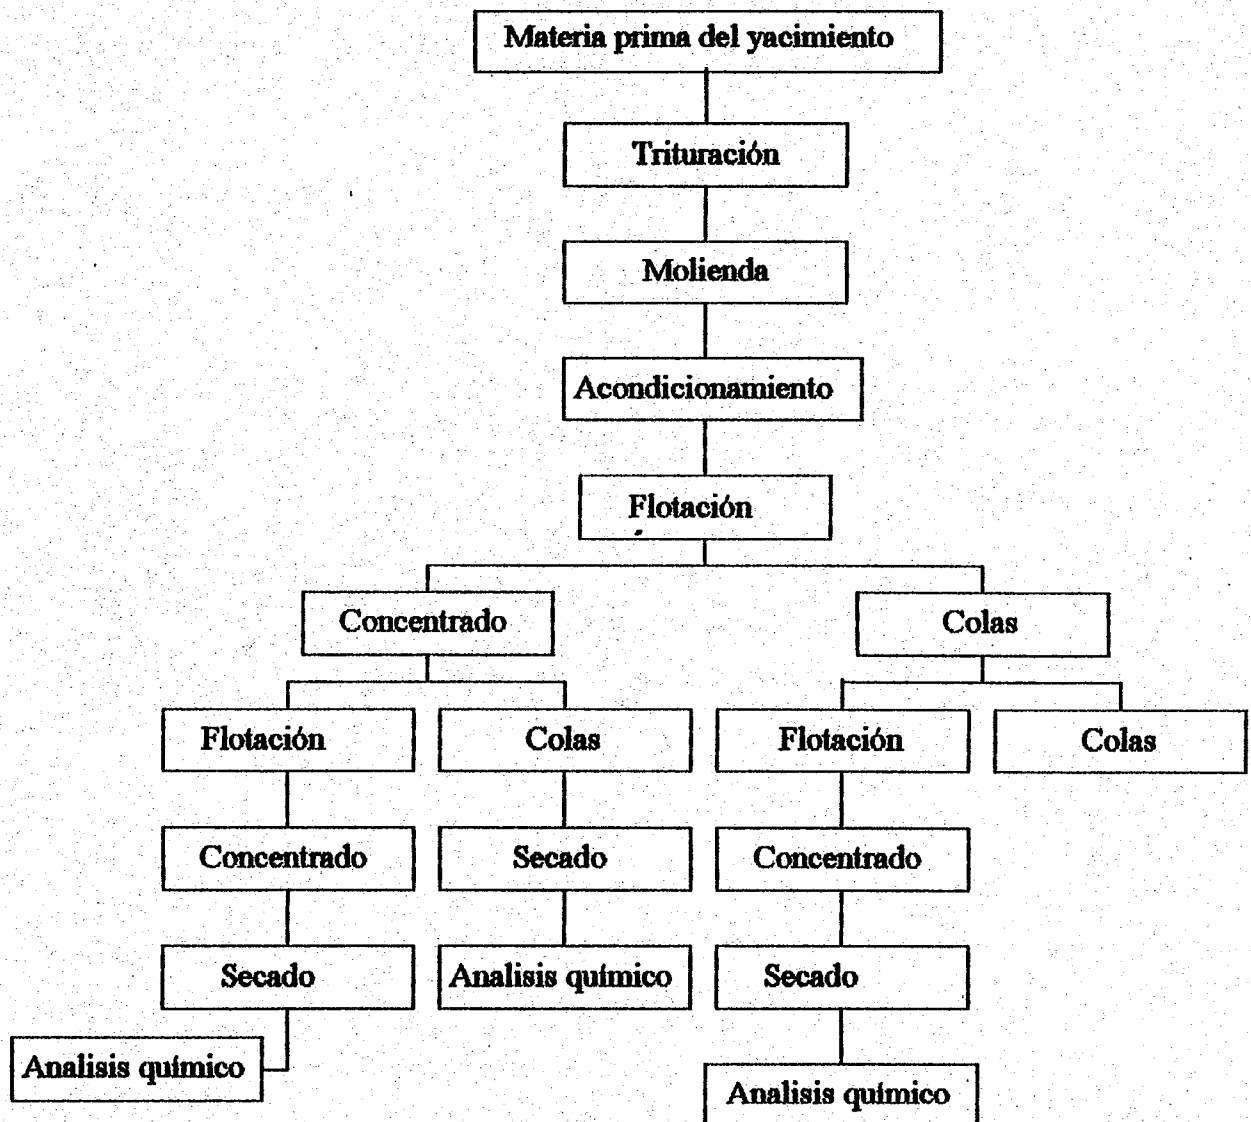 Materia prima del yacimiento
Trituración
Molienda
Acondicionamiento
Flotación
Concentrado
Colas
Flotación
Colas
Flotación
Colas
Concentrado
Secado
Concentrado
Secado
Analisis químico
Secado
Analisis químico
Analisis químico